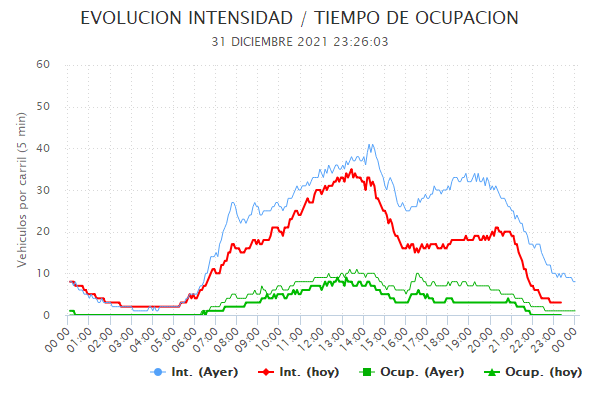 EVOLUCION INTENSIDAD / TIEMPO DE OCUPACION
31 DICIEMBRE 2021 23:26:03
Vehiculos por carril (5 min)
60
50
40
30
20
10
0
00:00 01:00 02:00 03:00 04:00 05:00 06:00 07:00 08:00 09:00 10:00 11:00 12:00 13:00 14:00 15:00 16:00 17:00 18:00 19:00 20:00 21:00 22:00 23:00 00:00
Int. (Ayer) Int. (hoy) Ocup. (Ayer) Ocup. (hoy)